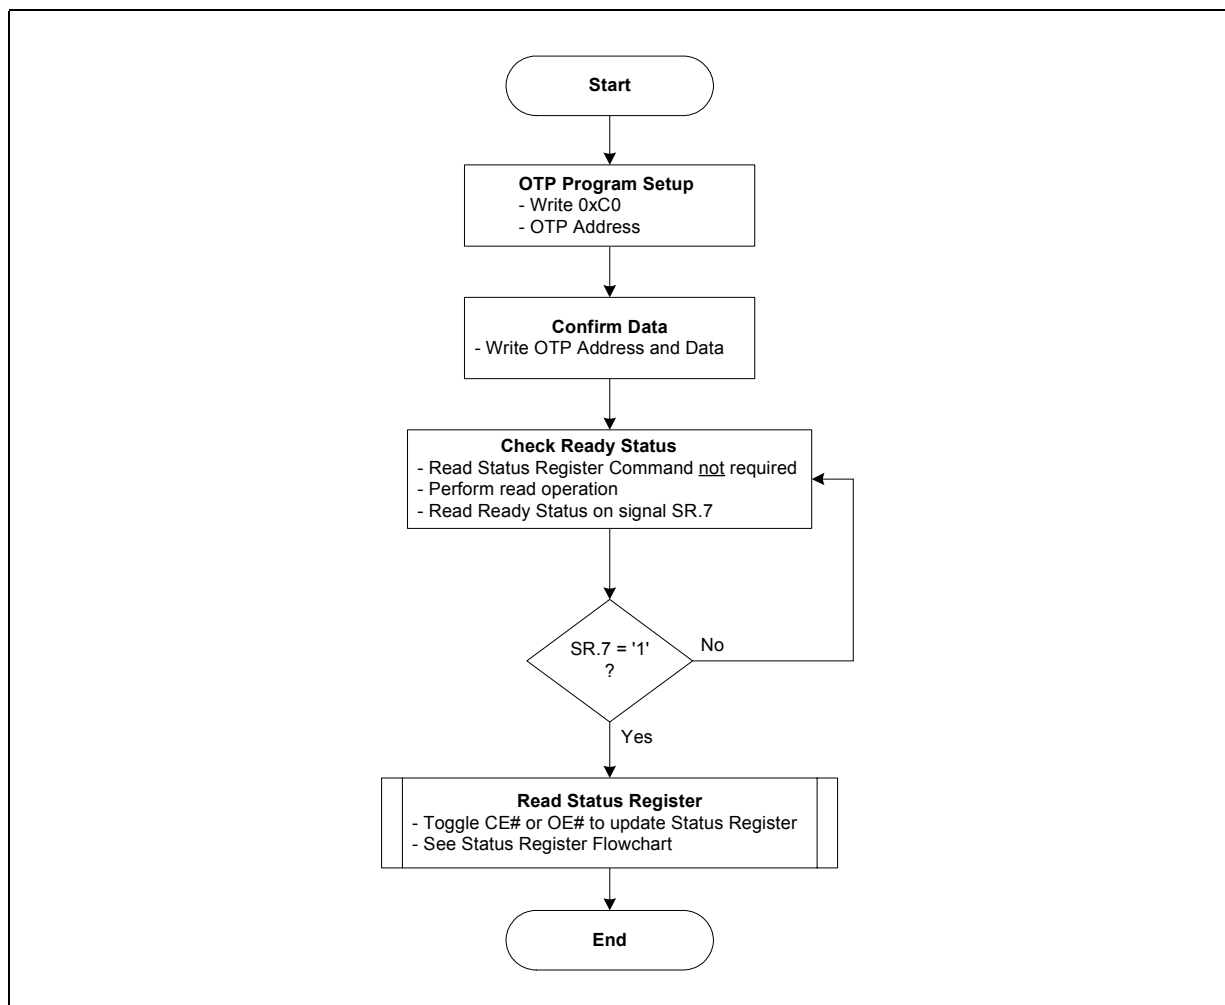 Start
OTP Program Setup
- Write 0xC0
- OTP Address
Confirm Data
- Write OTP Address and Data
Check Ready Status
- Read Status Register Command not required
- Perform read operation
- Read Ready Status on signal SR.7
SR.7 = '1'
?
No
Yes
Read Status Register
- Toggle CE# or OE# to update Status Register
- See Status Register Flowchart
End